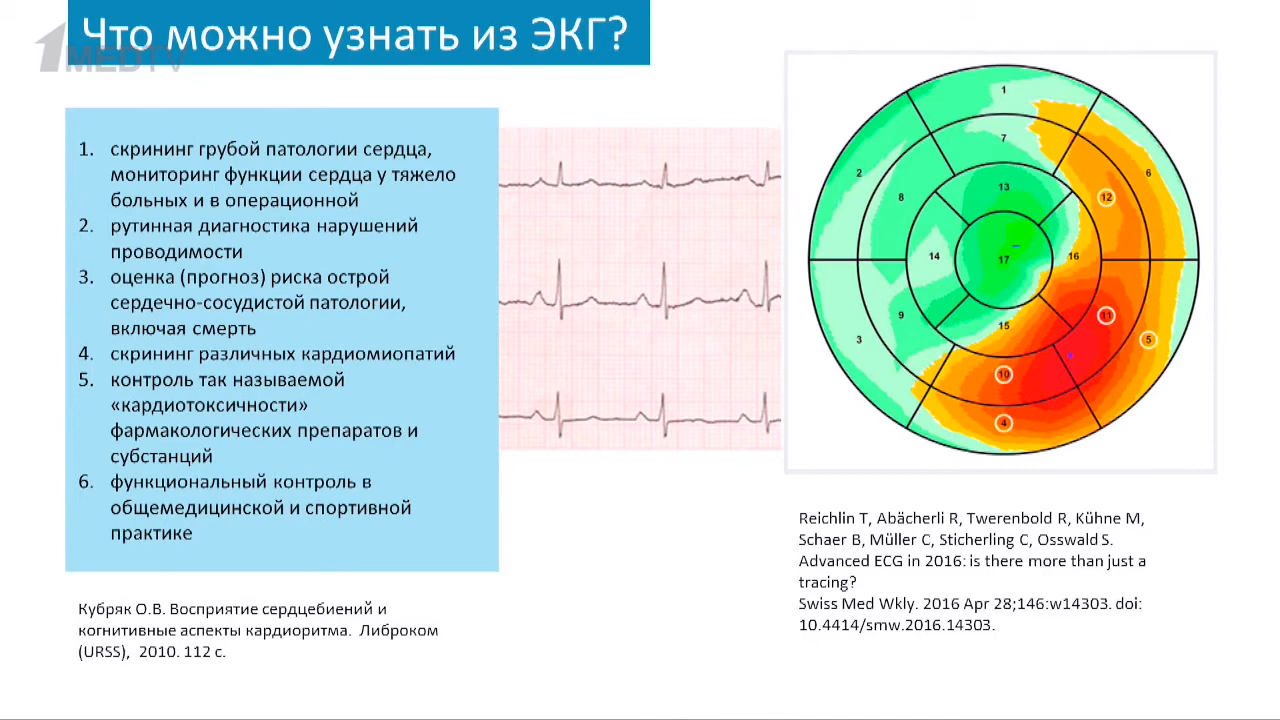 Что можно узнать из ЭКГ?
1MEDTV
1. скрининг грубой патологии сердца,
мониторинг функции сердца у тяжело
больных и в операционной
2. рутинная диагностика нарушений
проводимости
3. оценка (прогноз) риска острой
сердечно-сосудистой патологии,
включая смерть
4. скрининг различных кардиомиопатий
5. контроль так называемой
«кардиотоксичности»
фармакологических препаратов и
субстанций
6. функциональный контроль в
общемедицинской и спортивной
практике
Кубряк О.В. Восприятие сердцебиений и
когнитивные аспекты кардиоритма. Либроком
(URSS), 2010. 112 с.
1
7
2
6
13
8
12
14
17
16
9
15
11
3
5
10
4
Reichlin T, Abächerli R, Twerenbold R, Kühne M,
Schaer B, Müller C, Sticherling C, Osswald S.
Advanced ECG in 2016: is there more than just a
tracing?
Swiss Med Wkly. 2016 Apr 28;146:w14303. doi:
10.4414/smw.2016.14303.